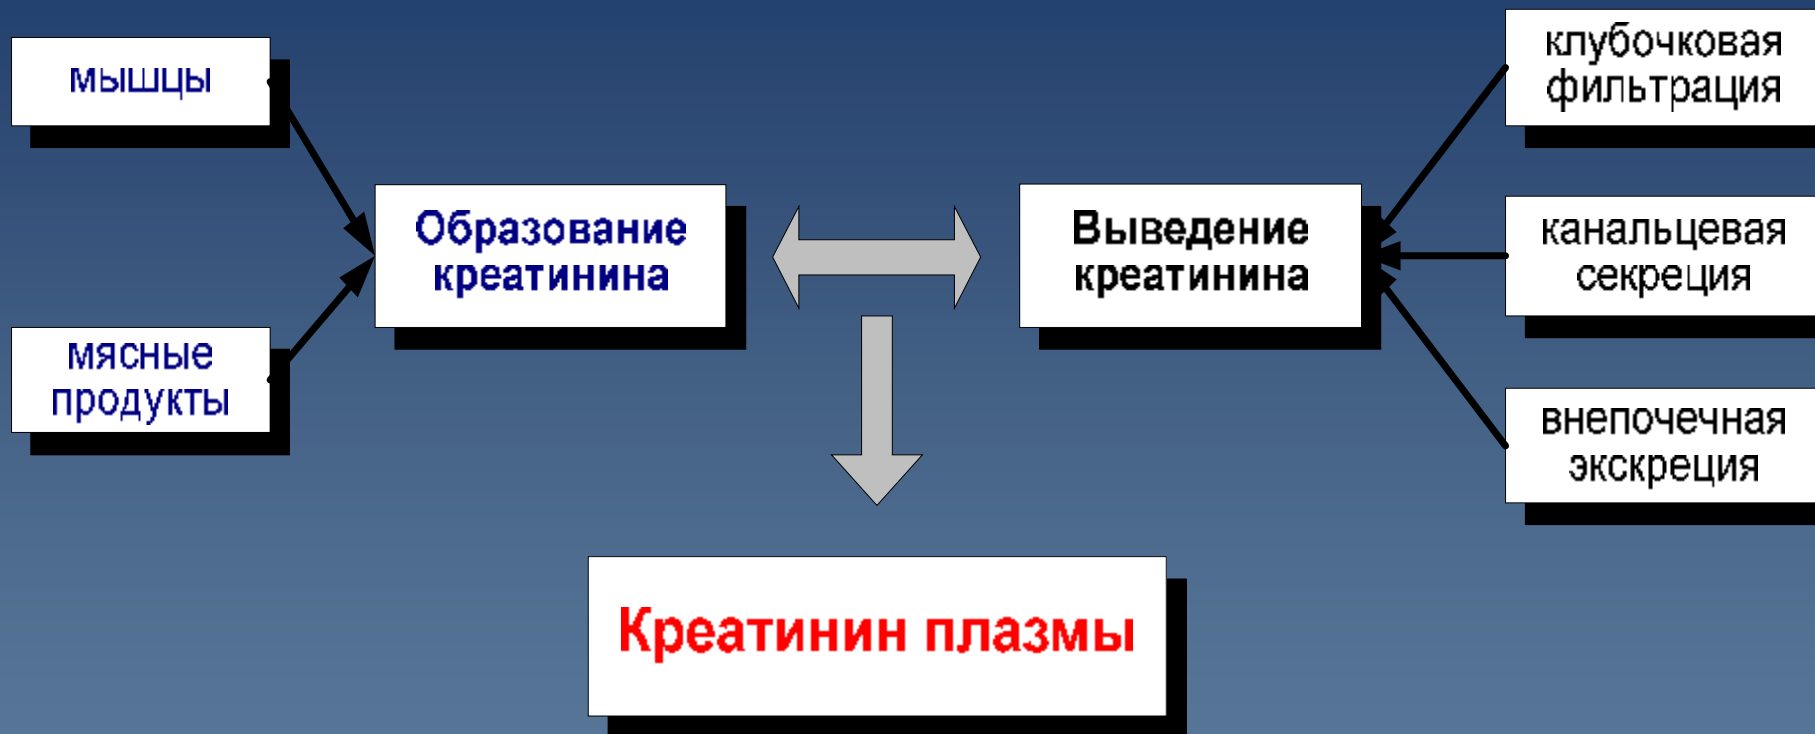 мышцы
мясные
продукты
Образование
креатинина
Выведение
креатинина
клубочковая
фильтрация
канальцевая
секреция
внепочечная
экскреция
Креатинин плазмы